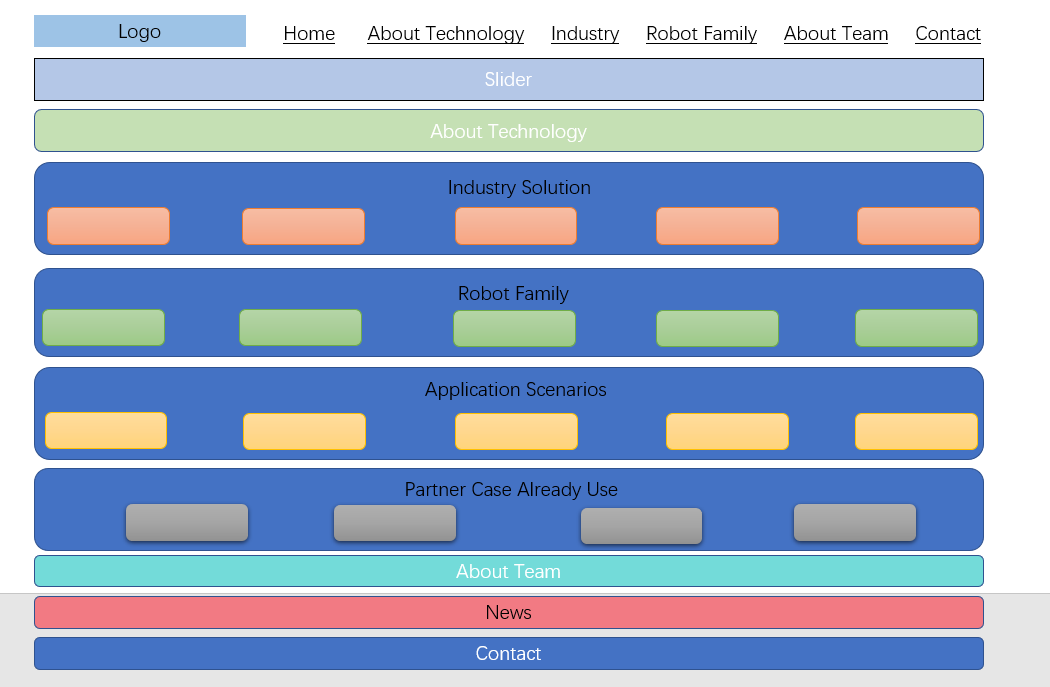 Logo
Home About Technology Industry Robot Family About Team Contact
Slider
About Technology
Industry Solution
Robot Family
Application Scenarios
Partner Case Already Use
About Team
News
Contact